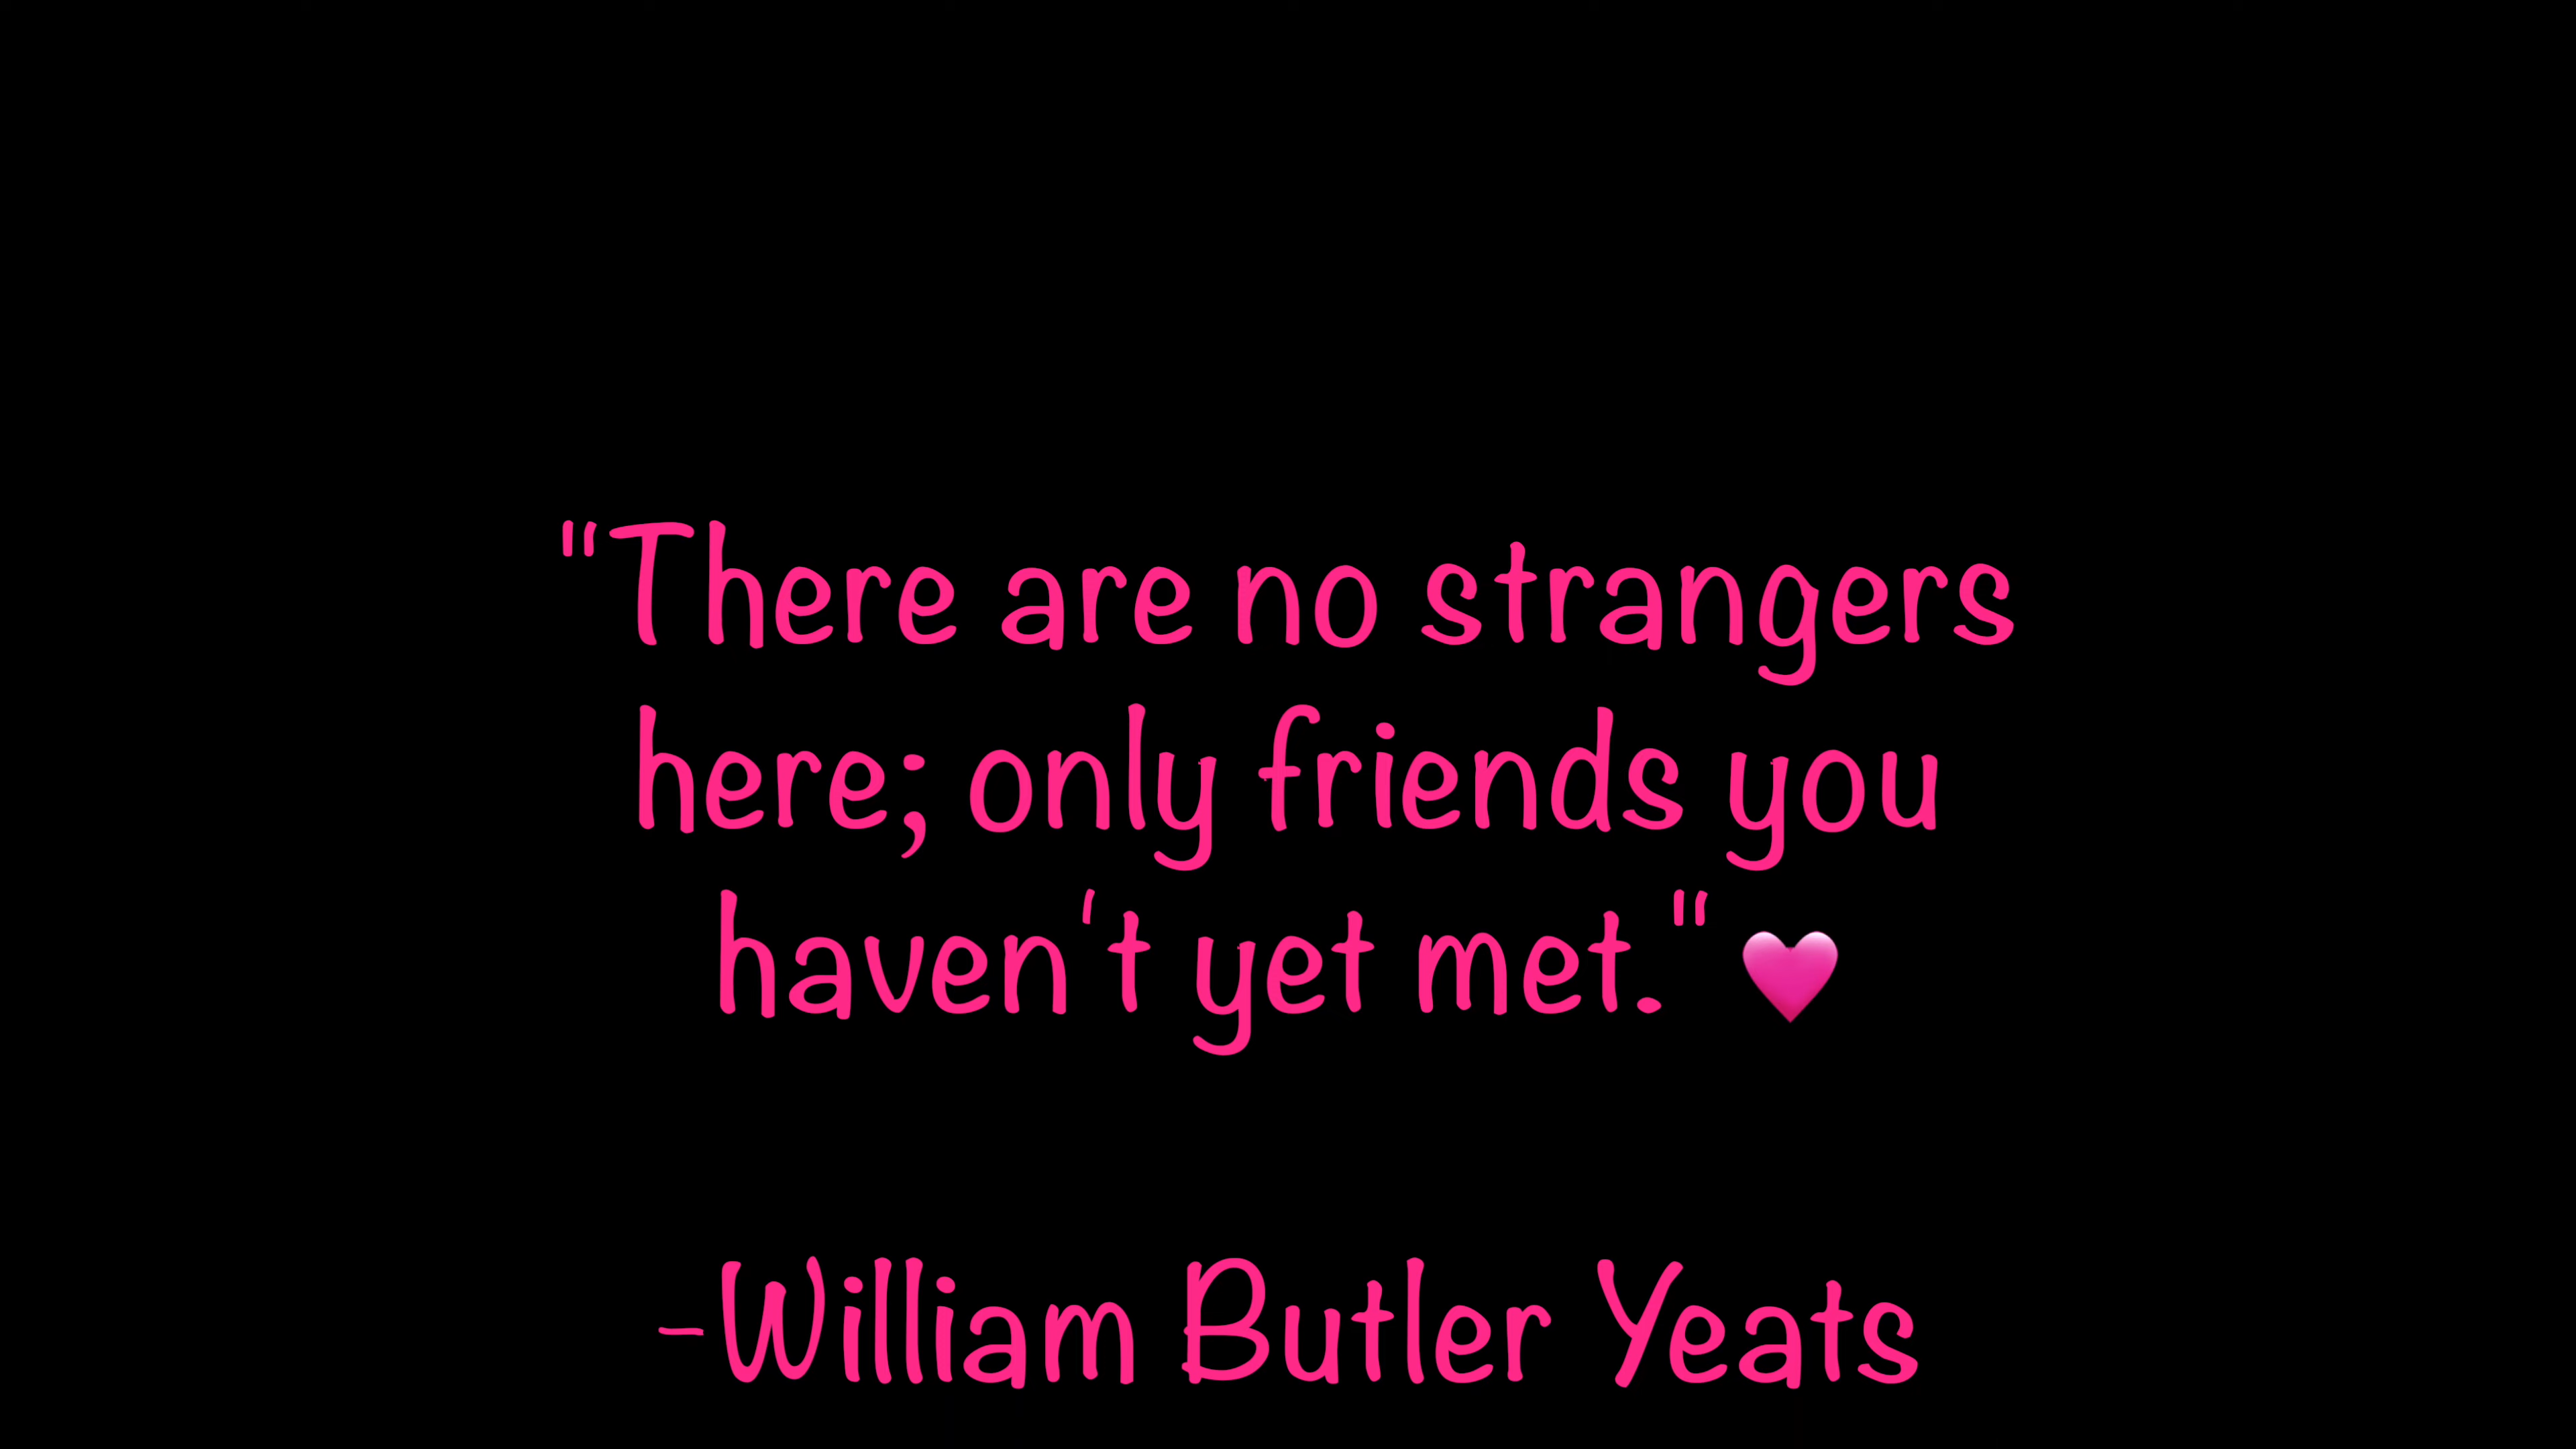 "There are no strangers
here; only friends you
haven't yet met." 🩷
-William Butler Yeats